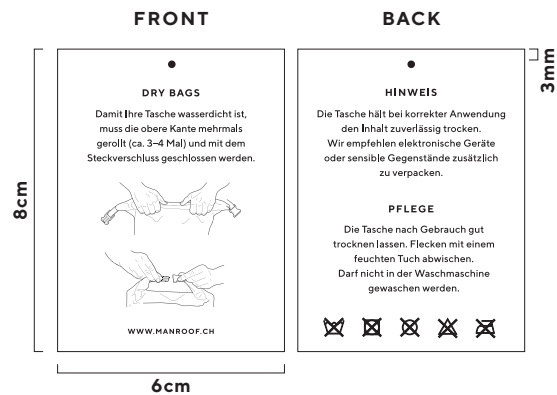 FRONT
BACK
DRY BAGS
Damit Ihre Tasche wasserdicht ist,
muss die obere Kante mehrmals
gerollt (ca. 3–4 Mal) und mit dem
Steckverschluss geschlossen werden.
WWW.MANROOF.CH
HINWEIS
Die Tasche hält bei korrekter Anwendung
den Inhalt zuverlässig trocken.
Wir empfehlen elektronische Geräte
oder sensible Gegenstände zusätzlich
zu verpacken.
PFLEGE
Die Tasche nach Gebrauch gut
trocknen lassen. Flecken mit einem
feuchten Tuch abwischen.
Darf nicht in der Waschmaschine
gewaschen werden.
8cm
6cm
3mm